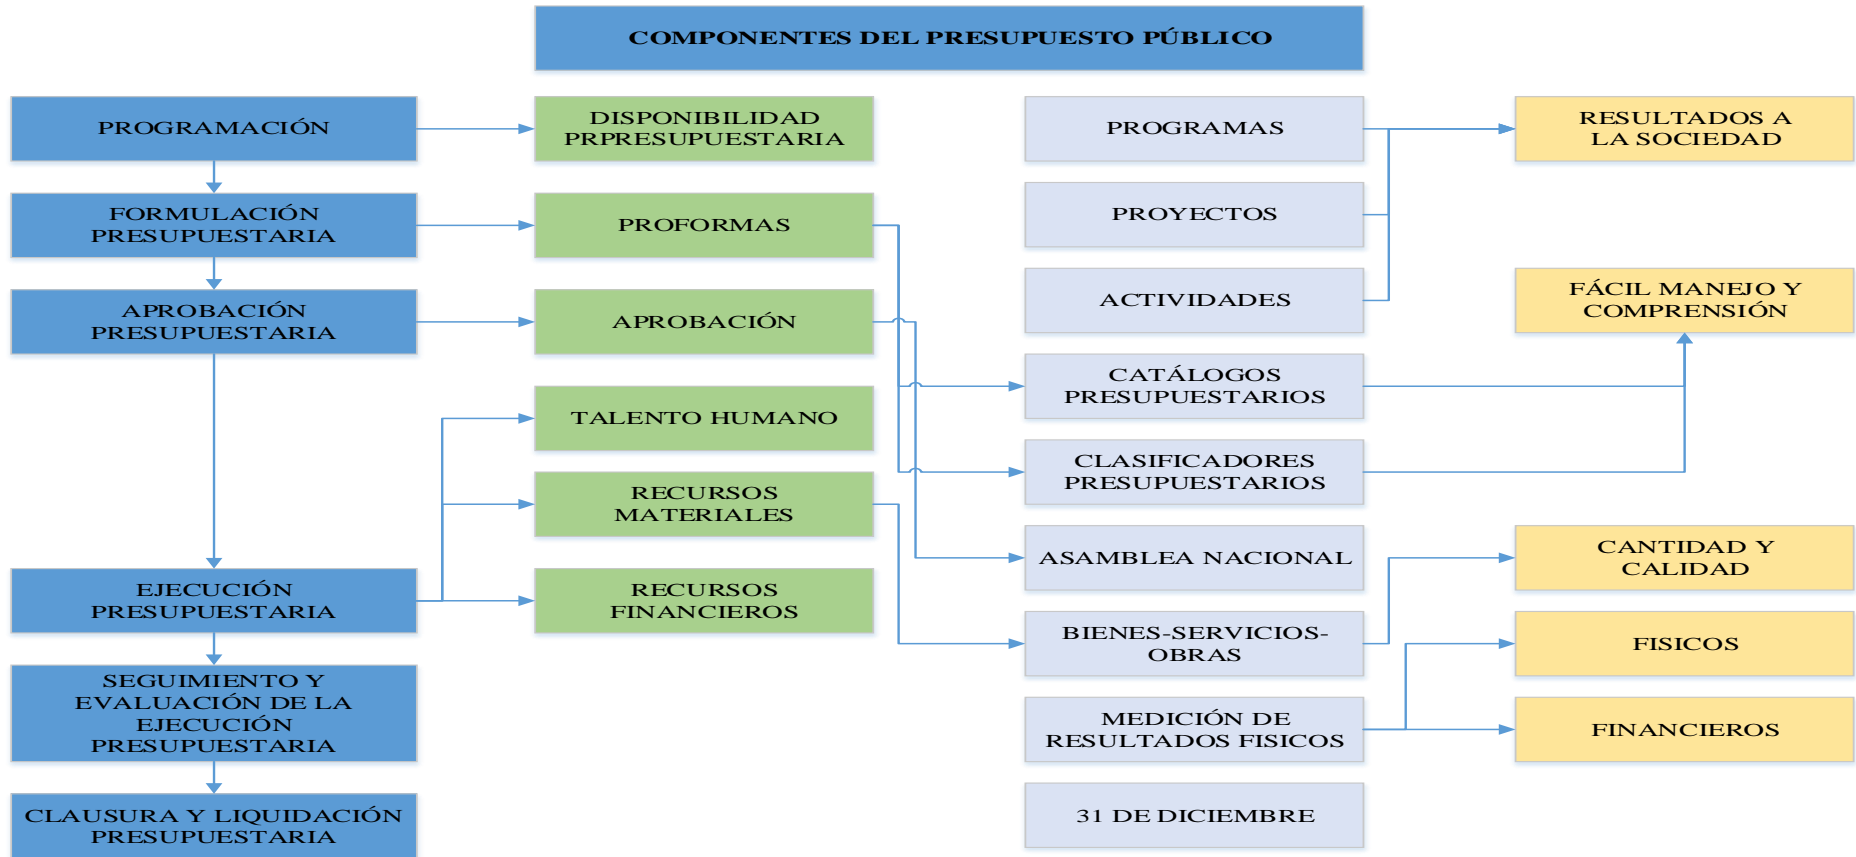 COMPONENTES DEL PRESUPUESTO PÚBLICO
PROGRAMACIÓN
FORMULACIÓN
PRESUPUESTARIA
APROBACIÓN
PRESUPUESTARIA
EJECUCIÓN
PRESUPUESTARIA
SEGUIMIENTO Y
EVALUACIÓN DE LA
EJECUCIÓN
PRESUPUESTARIA
CLAUSURA Y LIQUIDACIÓN
PRESUPUESTARIA
DISPONIBILIDAD
PRPRESUPUESTARIA
PROFORMAS
APROBACIÓN
TALENTO HUMANO
RECURSOS
MATERIALES
RECURSOS
FINANCIEROS
PROGRAMAS
PROYECTOS
ACTIVIDADES
CATÁLOGOS
PRESUPUESTARIOS
CLASIFICADORES
PRESUPUESTARIOS
ASAMBLEA NACIONAL
BIENES-SERVICIOS-
OBRAS
MEDICIÓN DE
RESULTADOS FISICOS
31 DE DICIEMBRE
RESULTADOS A
LA SOCIEDAD
FÁCIL MANEJO Y
COMPRENSIÓN
CANTIDAD Y
CALIDAD
FISICOS
FINANCIEROS